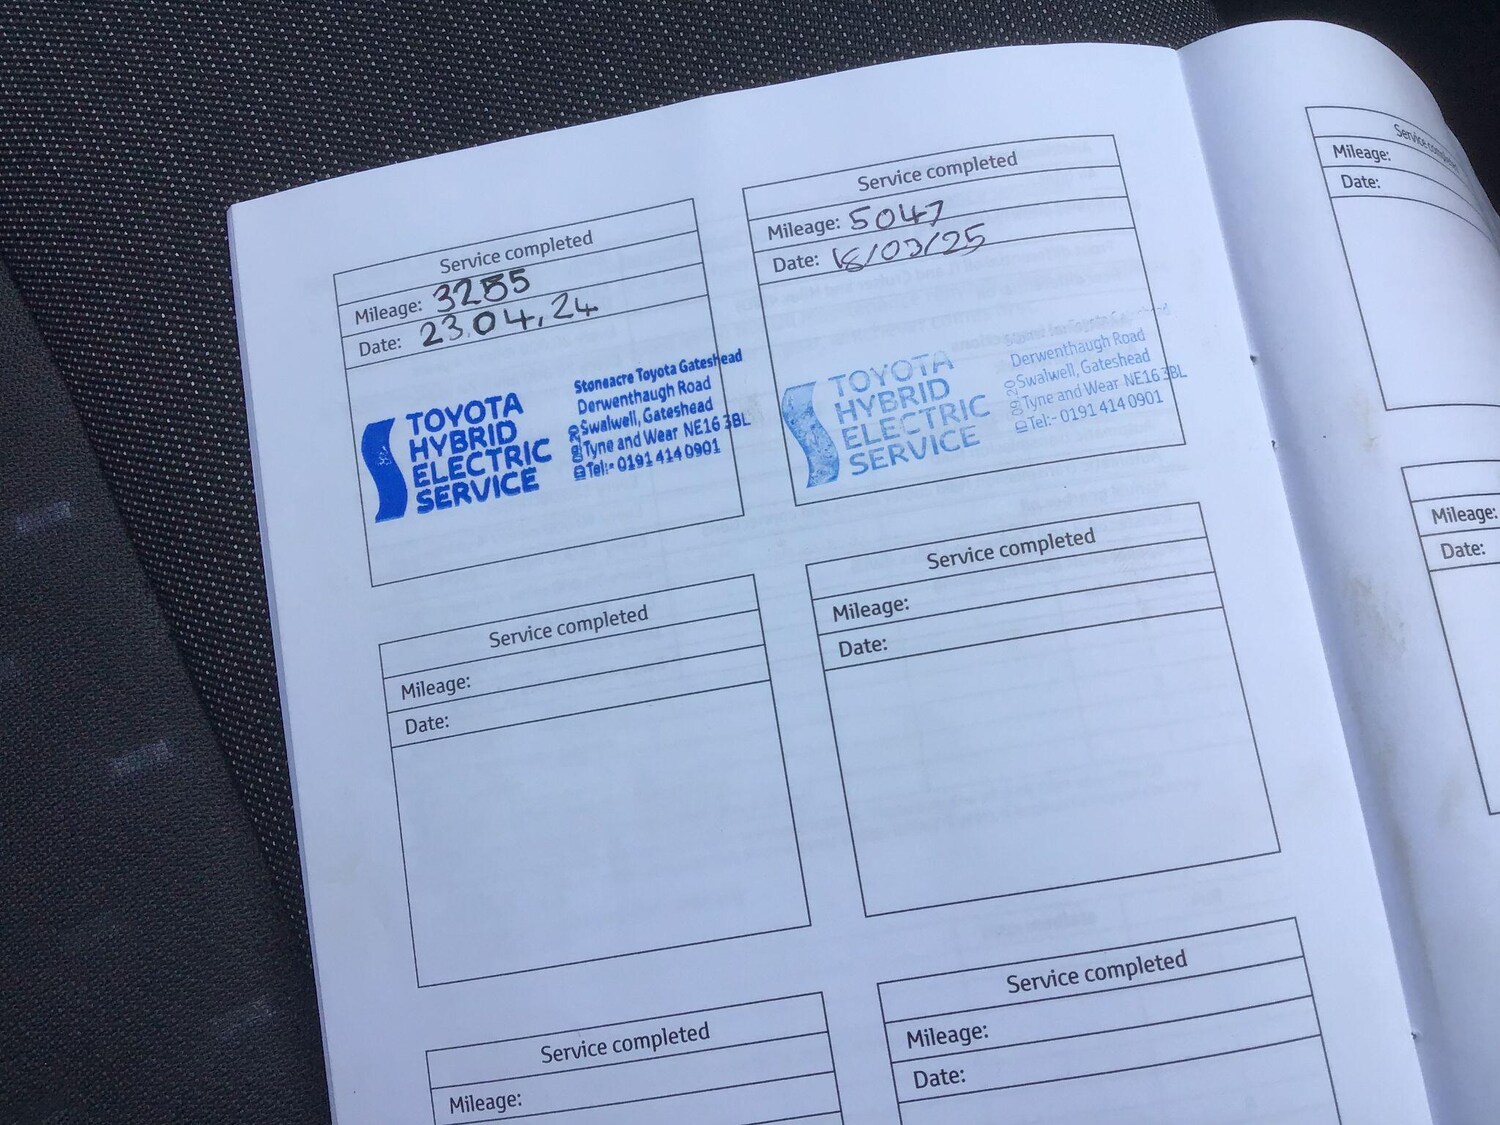 Service completed
Mileage: 3285
Date: 23.04.24
TOYOTA
HYBRID
ELECTRIC
SERVICE
Stoneacre Toyota Gateshead
Derwenthaugh Road
Swalwell, Gateshead
Tyne and Wear NE16 3BL
Tel:- 0191 414 0901
Service completed
Mileage: 5047
Date: 18/03/25
TOYOTA
HYBRID
ELECTRIC
SERVICE
Derwenthaugh Road
Swalwell, Gateshead
Tyne and Wear NE16 3BL
Tel:- 0191 414 0901
Service completed
Mileage:
Date:
Service completed
Mileage:
Date:
Service completed
Mileage:
Service completed
Mileage:
Date:
Service
Mileage:
Date:
Mileage:
Date: